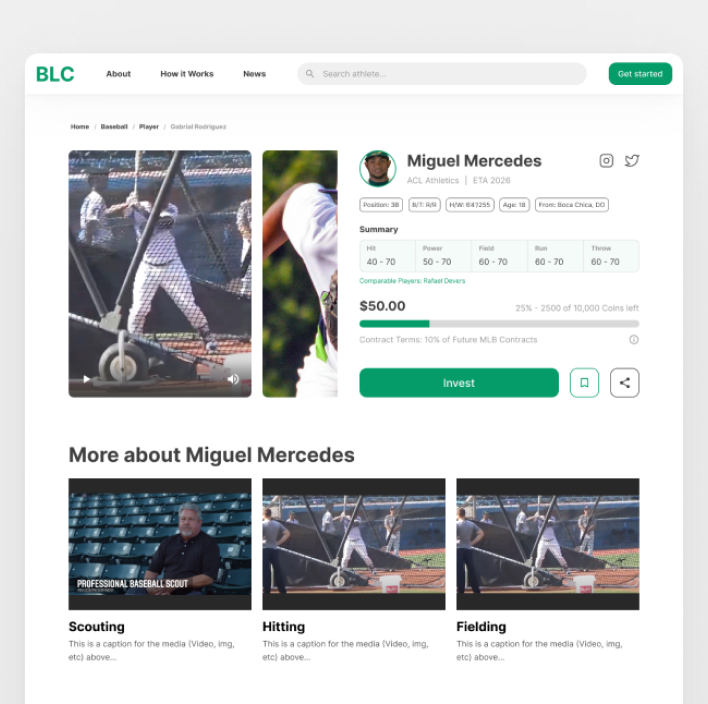 BLC
About
How it Works
News
Search athlete...
Get started
Home / Baseball / Player / Gabrial Rodriguez
Miguel Mercedes
ACL Athletics | ETA 2026
Position: 3B
B/T: R/R
H/W: 6'4"/255
Age: 18
From: Boca Chica, DO
Summary
Hit
Power
Field
Run
Throw
40 - 70
50 - 70
60 - 70
60 - 70
60 - 70
Comparable Players: Rafael Devers
$50.00
25% - 2500 of 10,000 Coins left
Contract Terms: 10% of Future MLB Contracts
Invest
More about Miguel Mercedes
PROFESSIONAL BASEBALL SCOUT
Scouting
This is a caption for the media (Video, img,
etc) above...
Hitting
This is a caption for the media (Video, img,
etc) above...
Fielding
This is a caption for the media (Video, img,
etc) above...